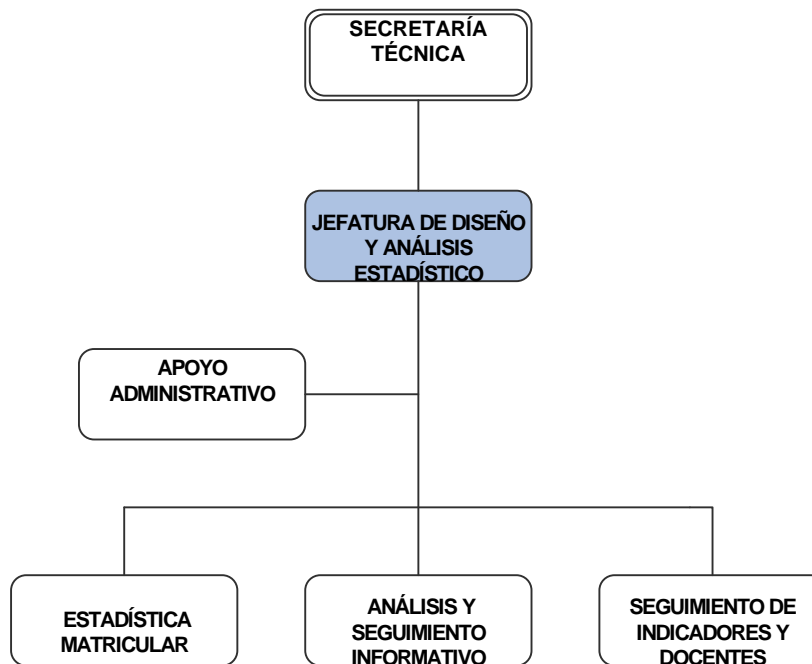 SECRETARÍA
TÉCNICA
JEFATURA DE DISEÑO
Y ANÁLISIS
ESTADÍSTICO
APOYO
ADMINISTRATIVO
ESTADÍSTICA
MATRICULAR
ANÁLISIS Y
SEGUIMIENTO
INFORMATIVO
SEGUIMIENTO DE
INDICADORES Y
DOCENTES